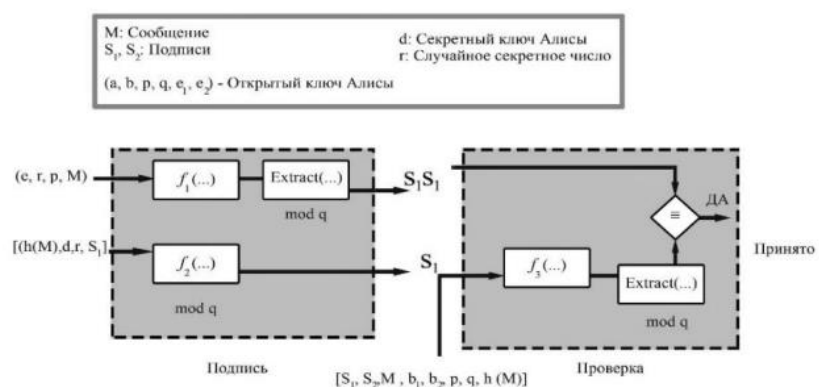 M: Сообщение
S₁, S₂: Подписи
d: Секретный ключ Алисы
r: Случайное секретное число
(a, b, p, q, e₁, e₂) - Открытый ключ Алисы
(e, r, p, M)
f₁(...)
Extract(...)
mod q
S₁S₁
ДА
≡
[(h(M),d,r, S₁]
f₂(...)
mod q
S₁
f₃(...)
Extract(...)
mod q
Принято
Подпись
Проверка
[S₁, S₂,M , b₁, b₂, p, q, h (M)]